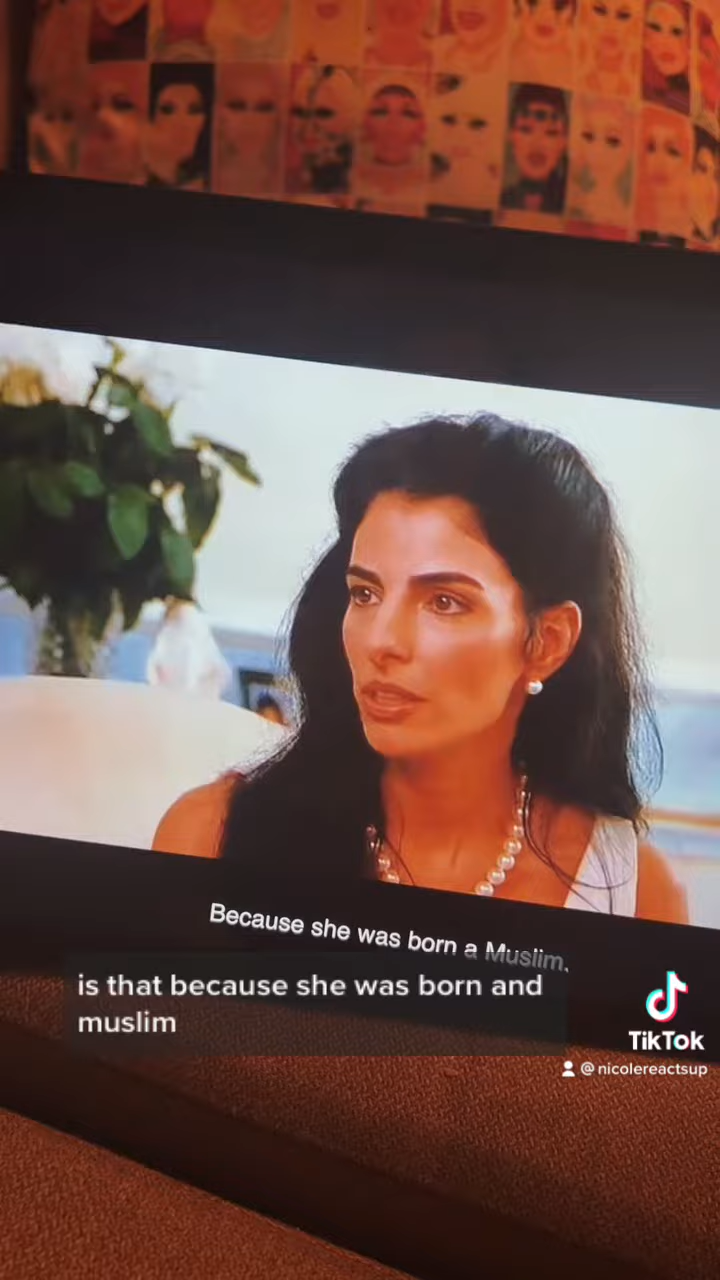 Because she was born a Muslim.
is that because she was born and
muslim
TikTok
@nicolereactsup